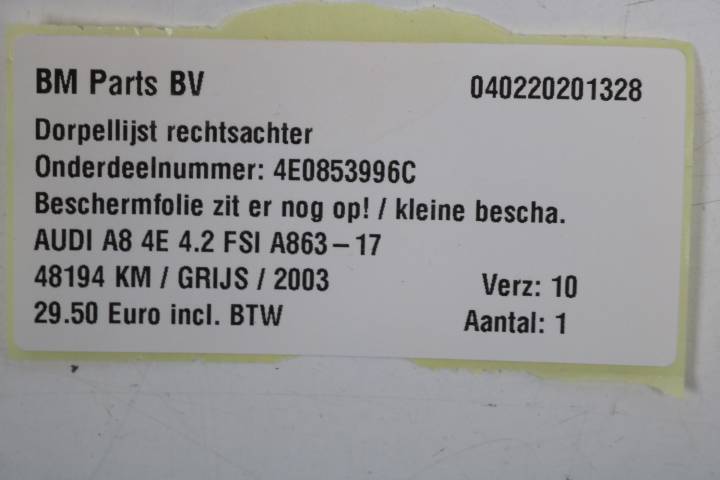 BM Parts BV 040220201328
Dorpellijst rechtsachter
Onderdeelnummer: 4E0853996C
Beschermfolie zit er nog op! / kleine bescha.
AUDI A8 4E 4.2 FSI A863-17
48194 KM / GRIJS / 2003 Verz: 10
29.50 Euro incl. BTW Aantal: 1